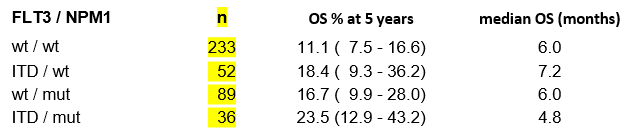 FLT3 / NPM1 n OS % at 5 years median OS (months)
wt / wt 233 11.1 ( 7.5 - 16.6) 6.0
ITD / wt 52 18.4 ( 9.3 - 36.2) 7.2
wt / mut 89 16.7 ( 9.9 - 28.0) 6.0
ITD / mut 36 23.5 (12.9 - 43.2) 4.8